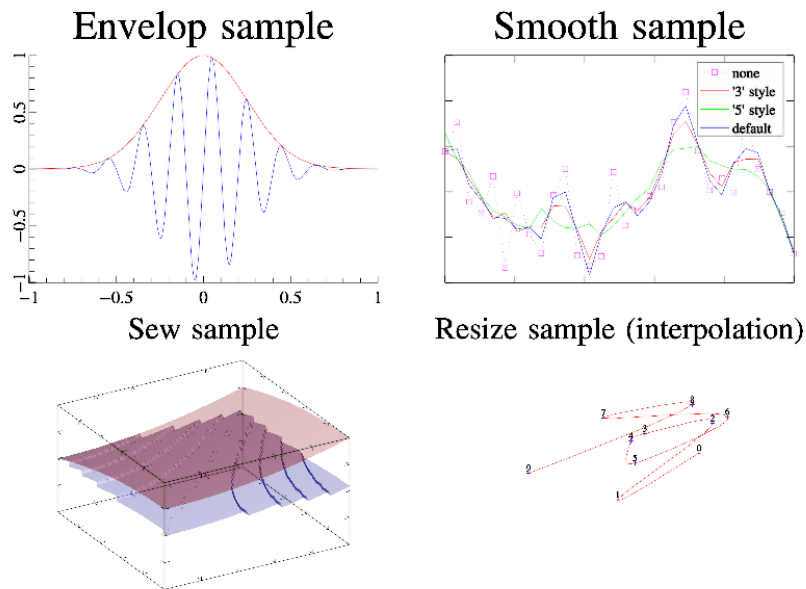 Envelop sample
Smooth sample
none
'3' style
'5' style
default
1
0.5
0
−0.5
−1
−1
−0.5
0
0.5
1
Sew sample
Resize sample (interpolation)
8
7
6
2
3
4
0
5
9
1